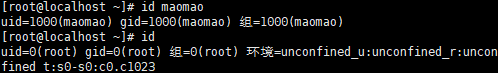 [root@localhost ~]# id maomao
uid=1000(maomao) gid=1000(maomao) 组=1000(maomao)
[root@localhost ~]# id
uid=0(root) gid=0(root) 组=0(root) 环境=unconfined_u:unconfined_r:uncon
fined t:s0-s0:c0.c1023